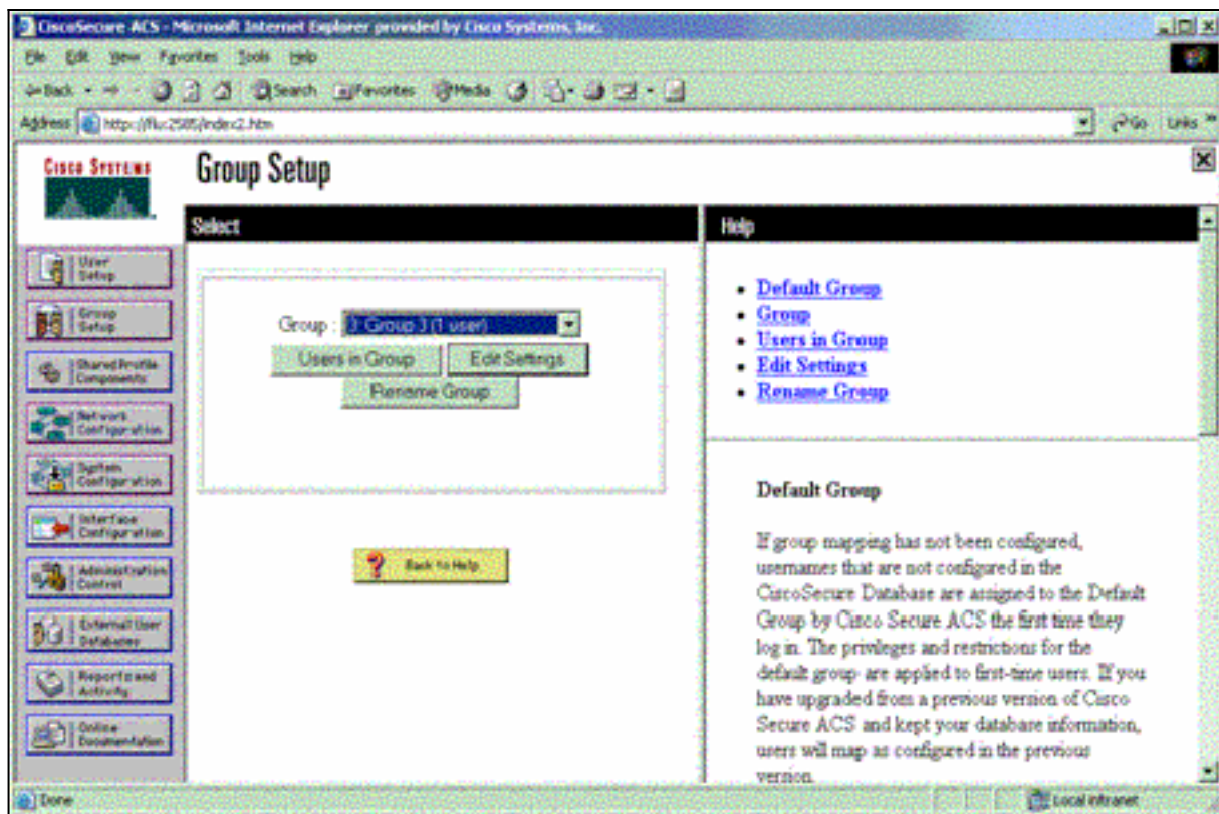 CiscoSecure ACS - Microsoft Internet Explorer provided by Cisco Systems, Inc.
File Edit View Favorites Tools Help
Back Search Favorites Media
Address
Go Links »
CISCO SYSTEMS
Group Setup
Select
Help
User
Setup
Group
Setup
Shared Profile
Components
Network
Configuration
System
Configuration
Interface
Configuration
Administration
Control
External User
Databases
Reports and
Activity
Online
Documentation
Group : 3: Group 3 (1 user)
Users in Group Edit Settings
Rename Group
? Back to Help
• Default Group
• Group
• Users in Group
• Edit Settings
• Rename Group
Default Group
If group mapping has not been configured,
usernames that are not configured in the
CiscoSecure Database are assigned to the Default
Group by Cisco Secure ACS the first time they
log in. The privileges and restrictions for the
default group are applied to first-time users. If you
have upgraded from a previous version of Cisco
Secure ACS and kept your database information,
users will map as configured in the previous
version.
Done
Local intranet